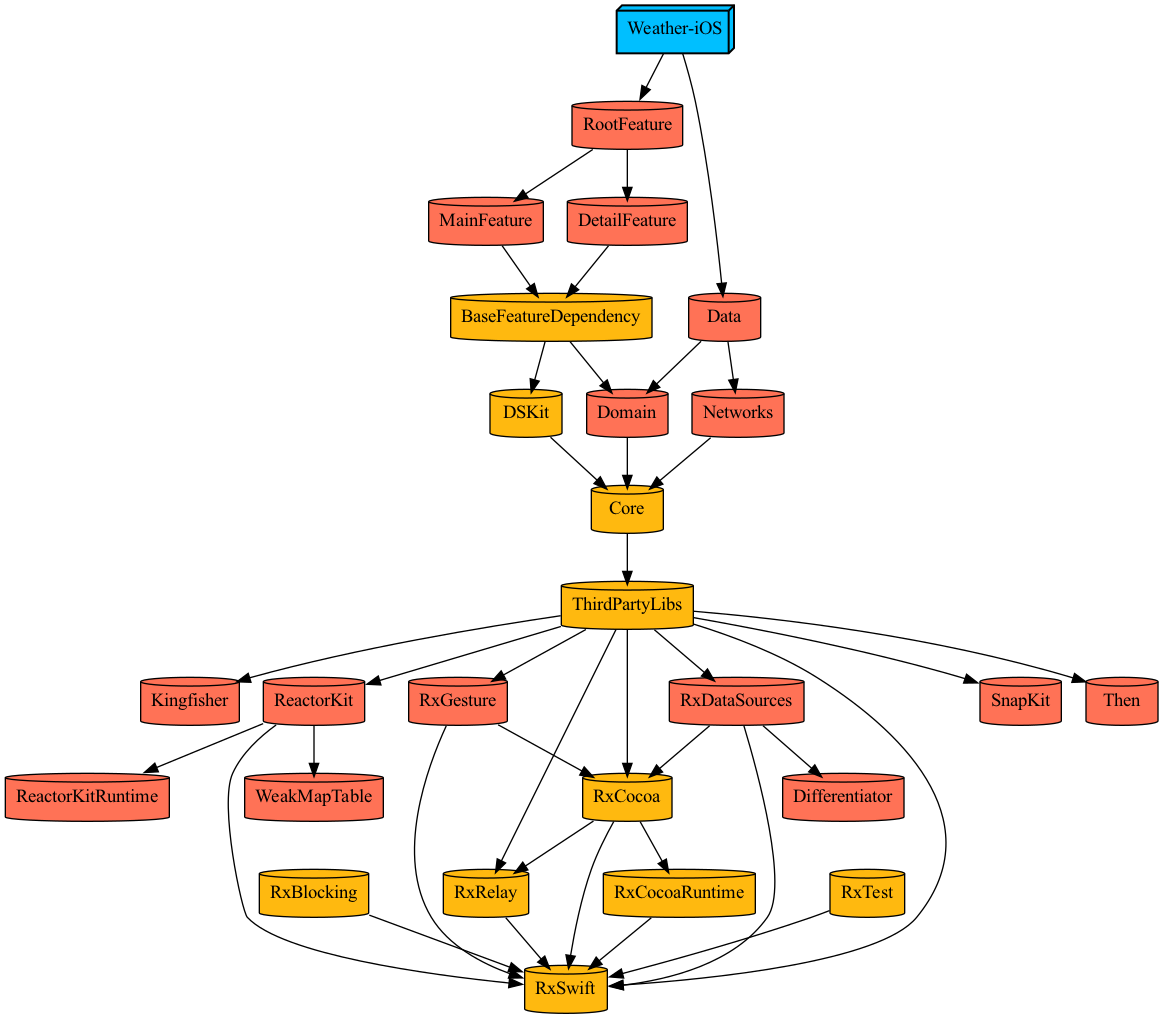 Weather-iOS
RootFeature
MainFeature
DetailFeature
BaseFeatureDependency
Data
DSKit
Domain
Networks
Core
ThirdPartyLibs
Kingfisher
ReactorKit
RxGesture
RxDataSources
SnapKit
Then
ReactorKitRuntime
WeakMapTable
RxCocoa
Differentiator
RxBlocking
RxRelay
RxCocoaRuntime
RxTest
RxSwift